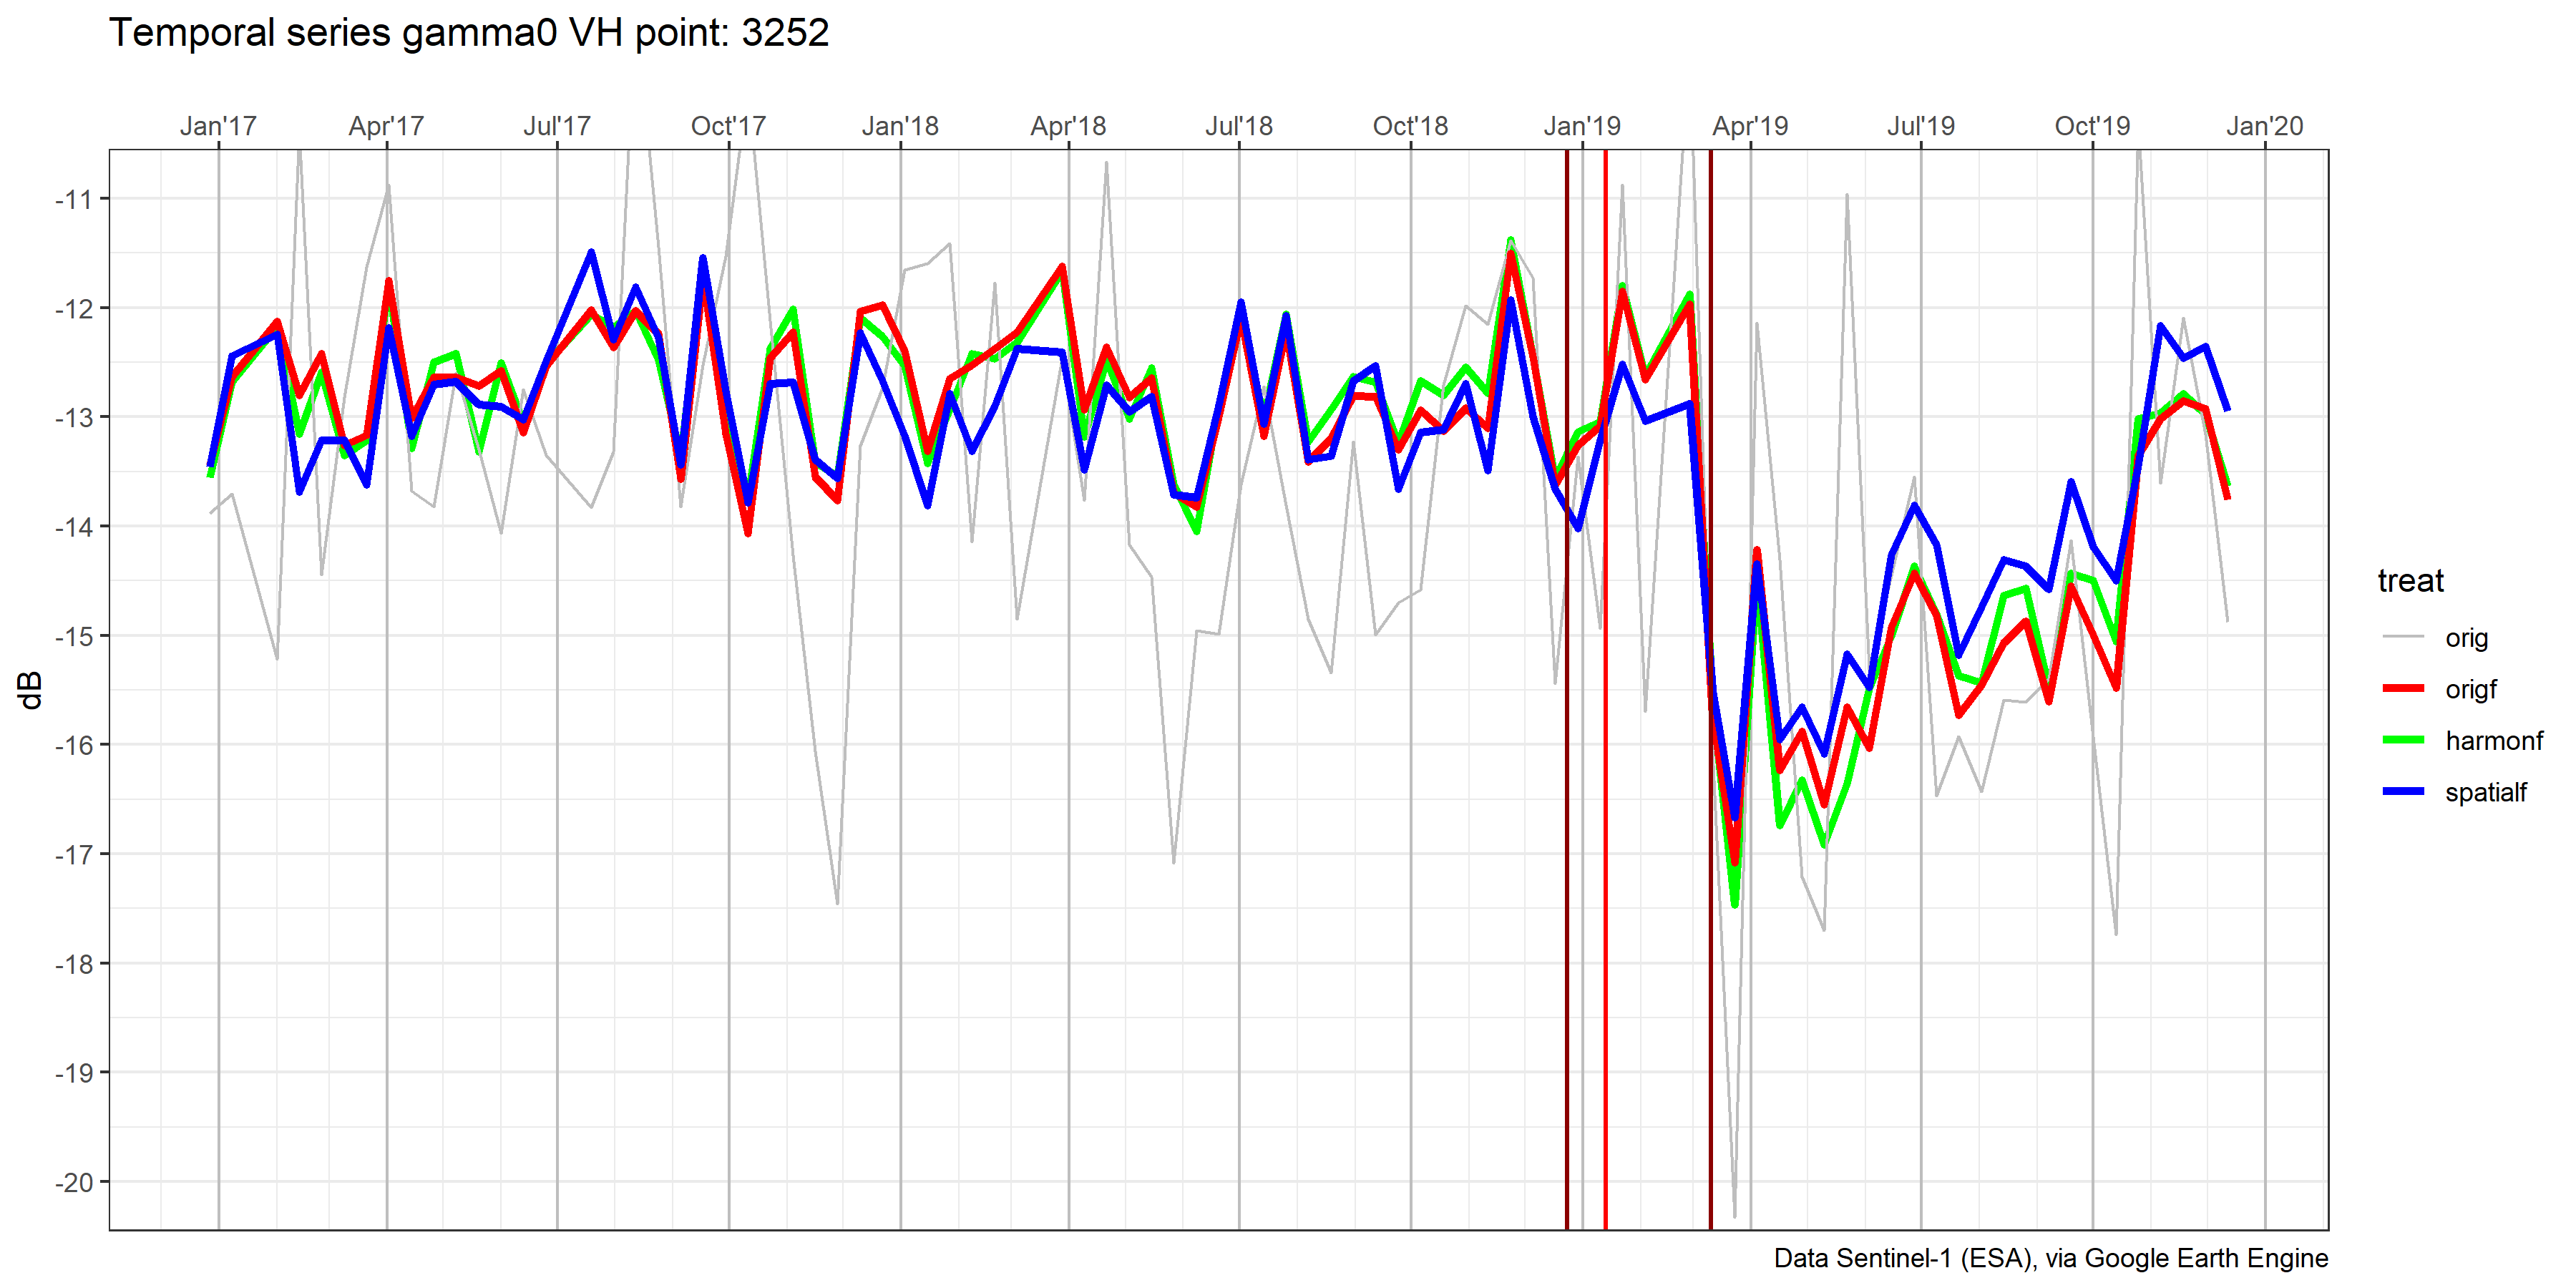 Temporal series gamma0 VH point: 3252
Jan'17 Apr'17 Jul'17 Oct'17 Jan'18 Apr'18 Jul'18 Oct'18 Jan'19 Apr'19 Jul'19 Oct'19 Jan'20
-11
-12
-13
-14
-15
-16
-17
-18
-19
-20
dB
treat
orig
origf
harmonf
spatialf
Data Sentinel-1 (ESA), via Google Earth Engine